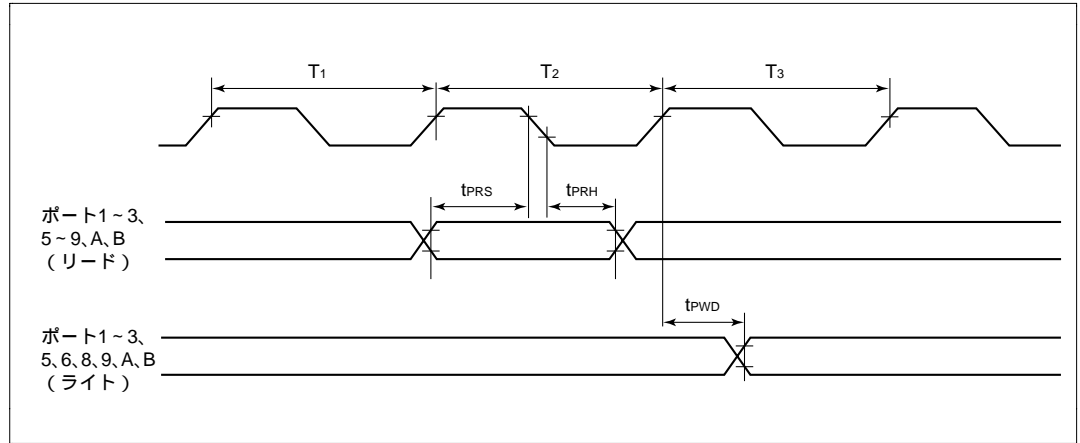 T1 T2 T3
tPRS tPRH
ポート1~3、
5~9、A、B
(リード)
tPWD
ポート1~3、
5、6、8、9、A、B
(ライト)